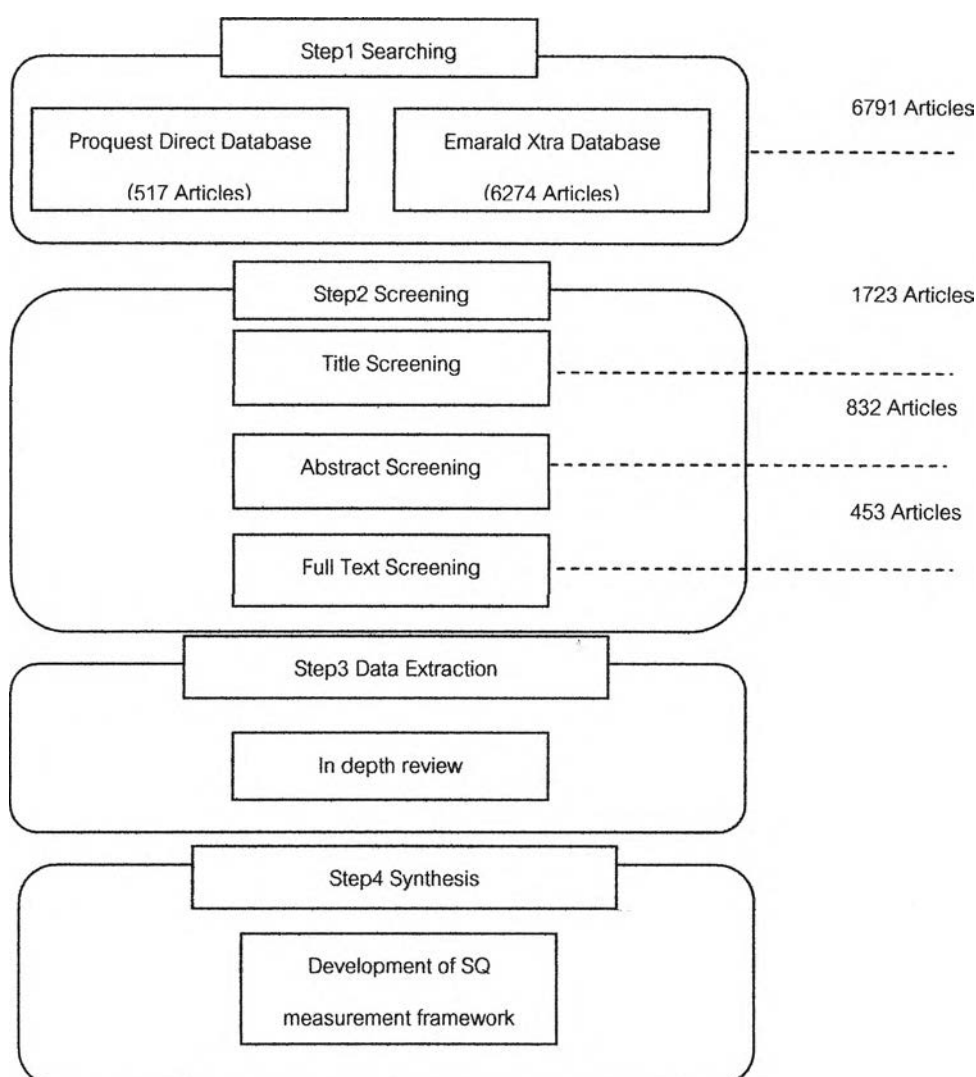 Step1 Searching
6791 Articles
Proquest Direct Database
(517 Articles)
Emarald Xtra Database
(6274 Articles)
Step2 Screening
1723 Articles
Title Screening
832 Articles
Abstract Screening
453 Articles
Full Text Screening
Step3 Data Extraction
In depth review
Step4 Synthesis
Development of SQ
measurement framework